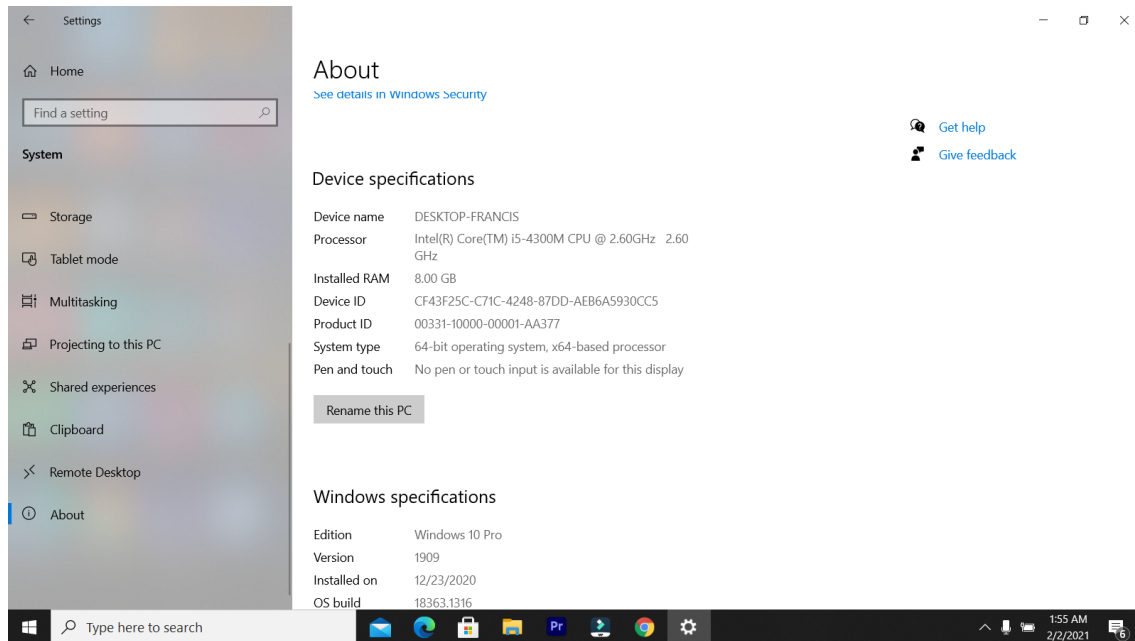 Settings
Home
Find a setting
System
Storage
Tablet mode
Multitasking
Projecting to this PC
Shared experiences
Clipboard
Remote Desktop
About
About
See details in Windows Security
Get help
Give feedback
Device specifications
Device name DESKTOP-FRANCIS
Processor Intel(R) Core(TM) i5-4300M CPU @ 2.60GHz 2.60
GHz
Installed RAM 8.00 GB
Device ID CF43F25C-C71C-4248-87DD-AEB6A5930CC5
Product ID 00331-10000-00001-AA377
System type 64-bit operating system, x64-based processor
Pen and touch No pen or touch input is available for this display
Rename this PC
Windows specifications
Edition Windows 10 Pro
Version 1909
Installed on 12/23/2020
OS build 18363.1316
Type here to search
Pr
1:55 AM
2/2/2021
6